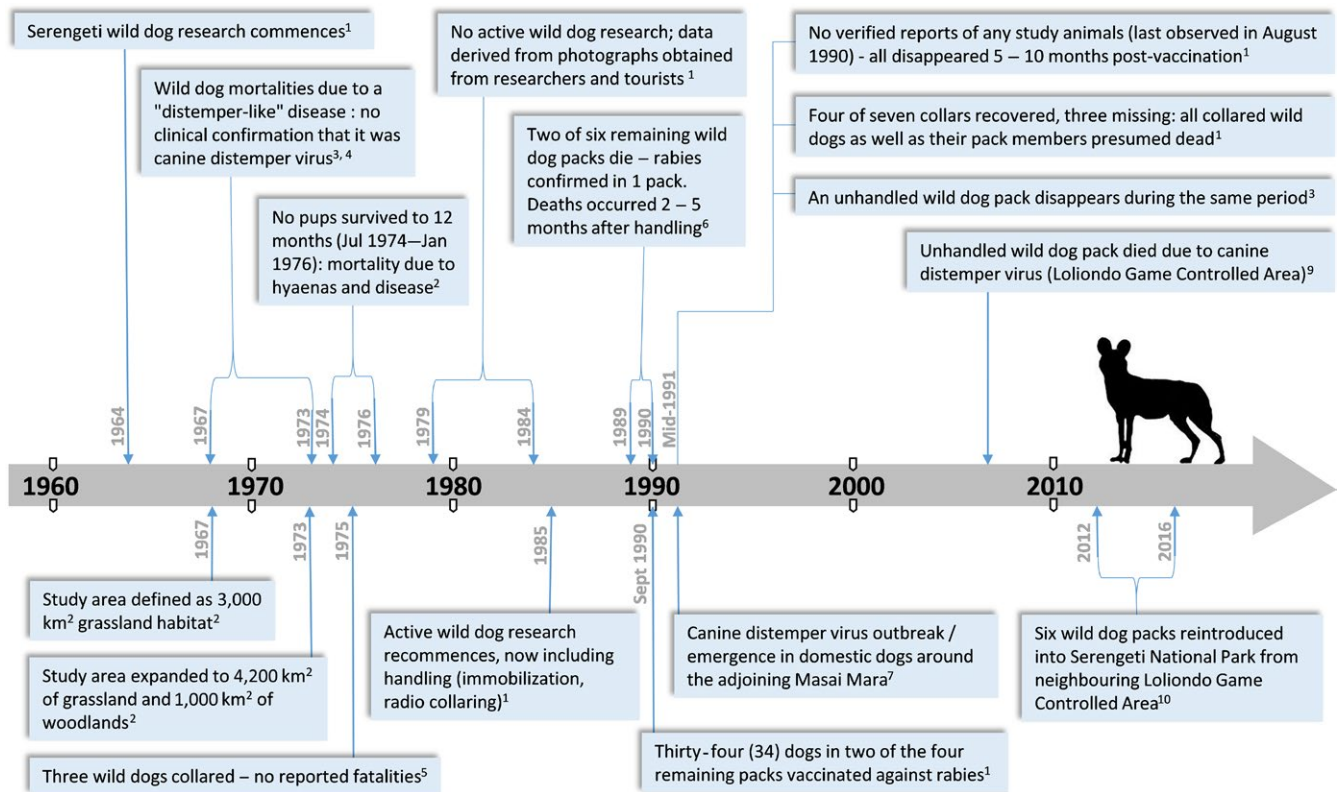 Serengeti wild dog research commences¹
Wild dog mortalities due to a
"distemper-like" disease : no
clinical confirmation that it was
canine distemper virus³˒ ⁴
No pups survived to 12
months (Jul 1974—Jan
1976): mortality due to
hyaenas and disease²
No active wild dog research; data
derived from photographs obtained
from researchers and tourists ¹
Two of six remaining wild
dog packs die – rabies
confirmed in 1 pack.
Deaths occurred 2 – 5
months after handling⁶
No verified reports of any study animals (last observed in August
1990) - all disappeared 5 – 10 months post-vaccination¹
Four of seven collars recovered, three missing: all collared wild
dogs as well as their pack members presumed dead¹
An unhandled wild dog pack disappears during the same period³
Unhandled wild dog pack died due to canine
distemper virus (Loliondo Game Controlled Area)⁹
1964
1967
1973
1974
1976
1979
1984
1989
1990
Mid-1991
1960
1970
1980
1990
2000
2010
1967
1973
1975
1985
Sept 1990
2012
2016
Study area defined as 3,000
km² grassland habitat²
Study area expanded to 4,200 km²
of grassland and 1,000 km² of
woodlands²
Three wild dogs collared – no reported fatalities⁵
Active wild dog research
recommences, now including
handling (immobilization,
radio collaring)¹
Canine distemper virus outbreak /
emergence in domestic dogs around
the adjoining Masai Mara⁷
Thirty-four (34) dogs in two of the four
remaining packs vaccinated against rabies¹
Six wild dog packs reintroduced
into Serengeti National Park from
neighbouring Loliondo Game
Controlled Area¹⁰